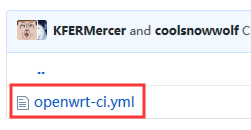 KFERMercer and coolsnowwolf C
..
openwrt-ci.yml